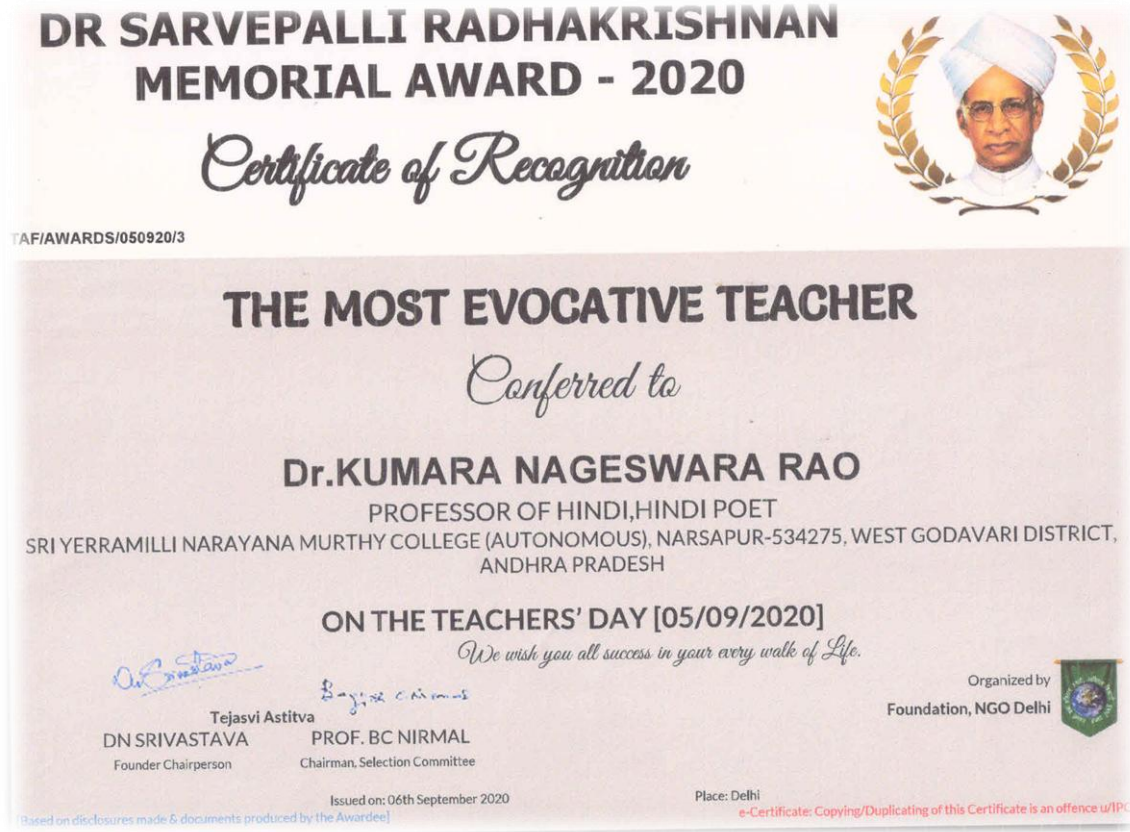 DR SARVEPALLI RADHAKRISHNAN
MEMORIAL AWARD - 2020
Certificate of Recognition
TAF/AWARDS/050920/3
THE MOST EVOCATIVE TEACHER
Conferred to
Dr.KUMARA NAGESWARA RAO
PROFESSOR OF HINDI,HINDI POET
SRI YERRAMILLI NARAYANA MURTHY COLLEGE (AUTONOMOUS), NARSAPUR-534275, WEST GODAVARI DISTRICT,
ANDHRA PRADESH
ON THE TEACHERS' DAY [05/09/2020]
We wish you all success in your every walk of Life.
DN Srivastava
Tejasvi Astitva
DN SRIVASTAVA
Founder Chairperson
PROF. BC NIRMAL
Chairman, Selection Committee
Organized by
Foundation, NGO Delhi
Issued on: 06th September 2020
Place: Delhi
[Based on disclosures made & documents produced by the Awardee]
e-Certificate: Copying/Duplicating of this Certificate is an offence u/IPC